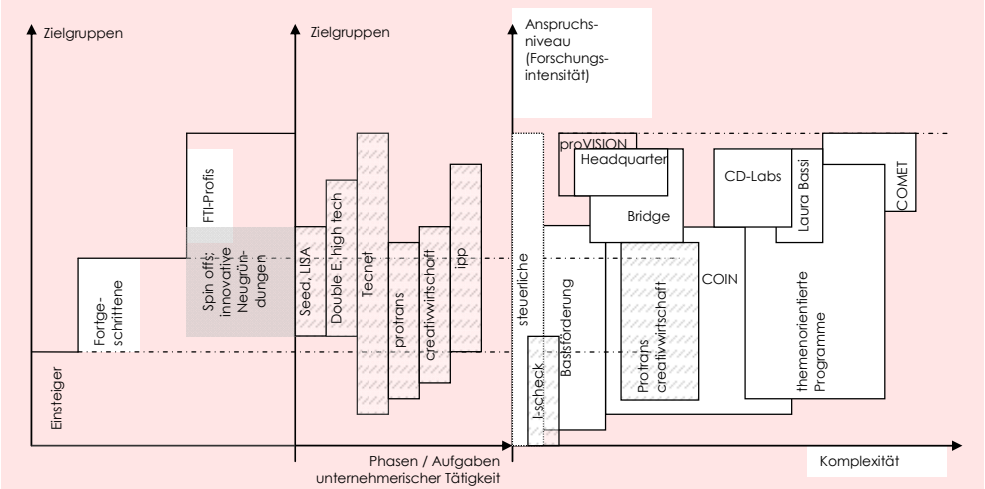 Zielgruppen
Zielgruppen
Anspruchs-
niveau
(Forschungs-
intensität)
Einsteiger
Fortge-
schrittene
FTI-Profis
Spin offs;
innovative
Neugrün-
dungen
Seed, LISA
Double E, high tech
Tecnet
protrans
creativwirtschaft
ipp
steuerliche
I-scheck
Basisförderung
proVISION
Headquarter
Bridge
Protrans
creativwirtschaft
COIN
CD-Labs
Laura Bassi
themenorientierte
Programme
COMET
Phasen / Aufgaben
unternehmerischer Tätigkeit
Komplexität